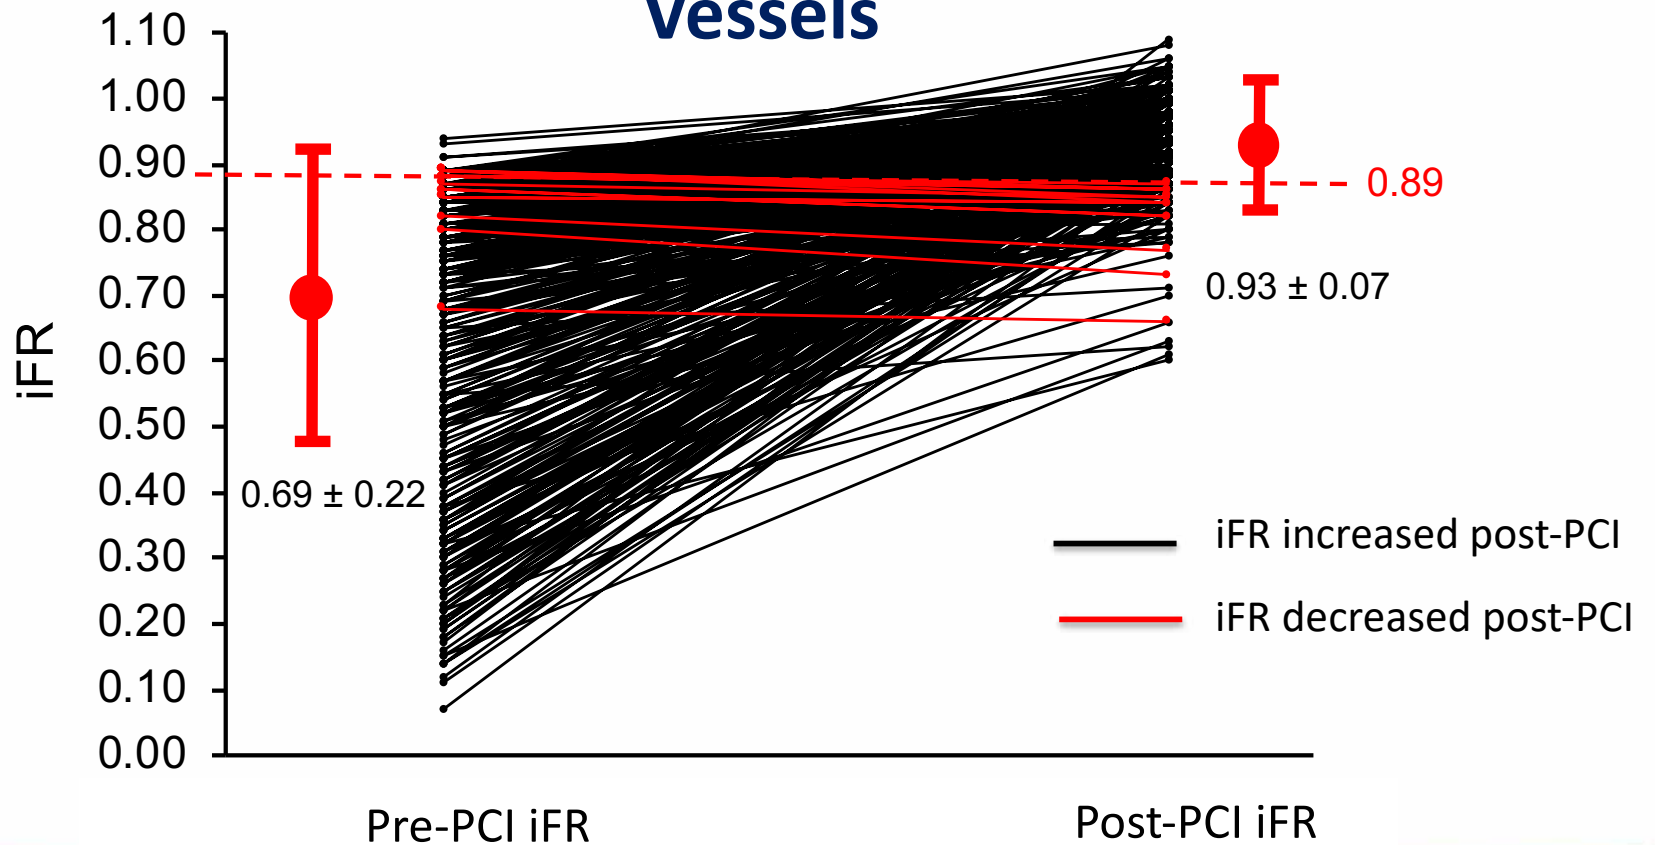 Vessels
1.10
1.00
0.90
0.80
0.70
0.60
0.50
0.40
0.30
0.20
0.10
0.00
iFR
0.69 ± 0.22
0.89
0.93 ± 0.07
iFR increased post-PCI
iFR decreased post-PCI
Pre-PCI iFR
Post-PCI iFR